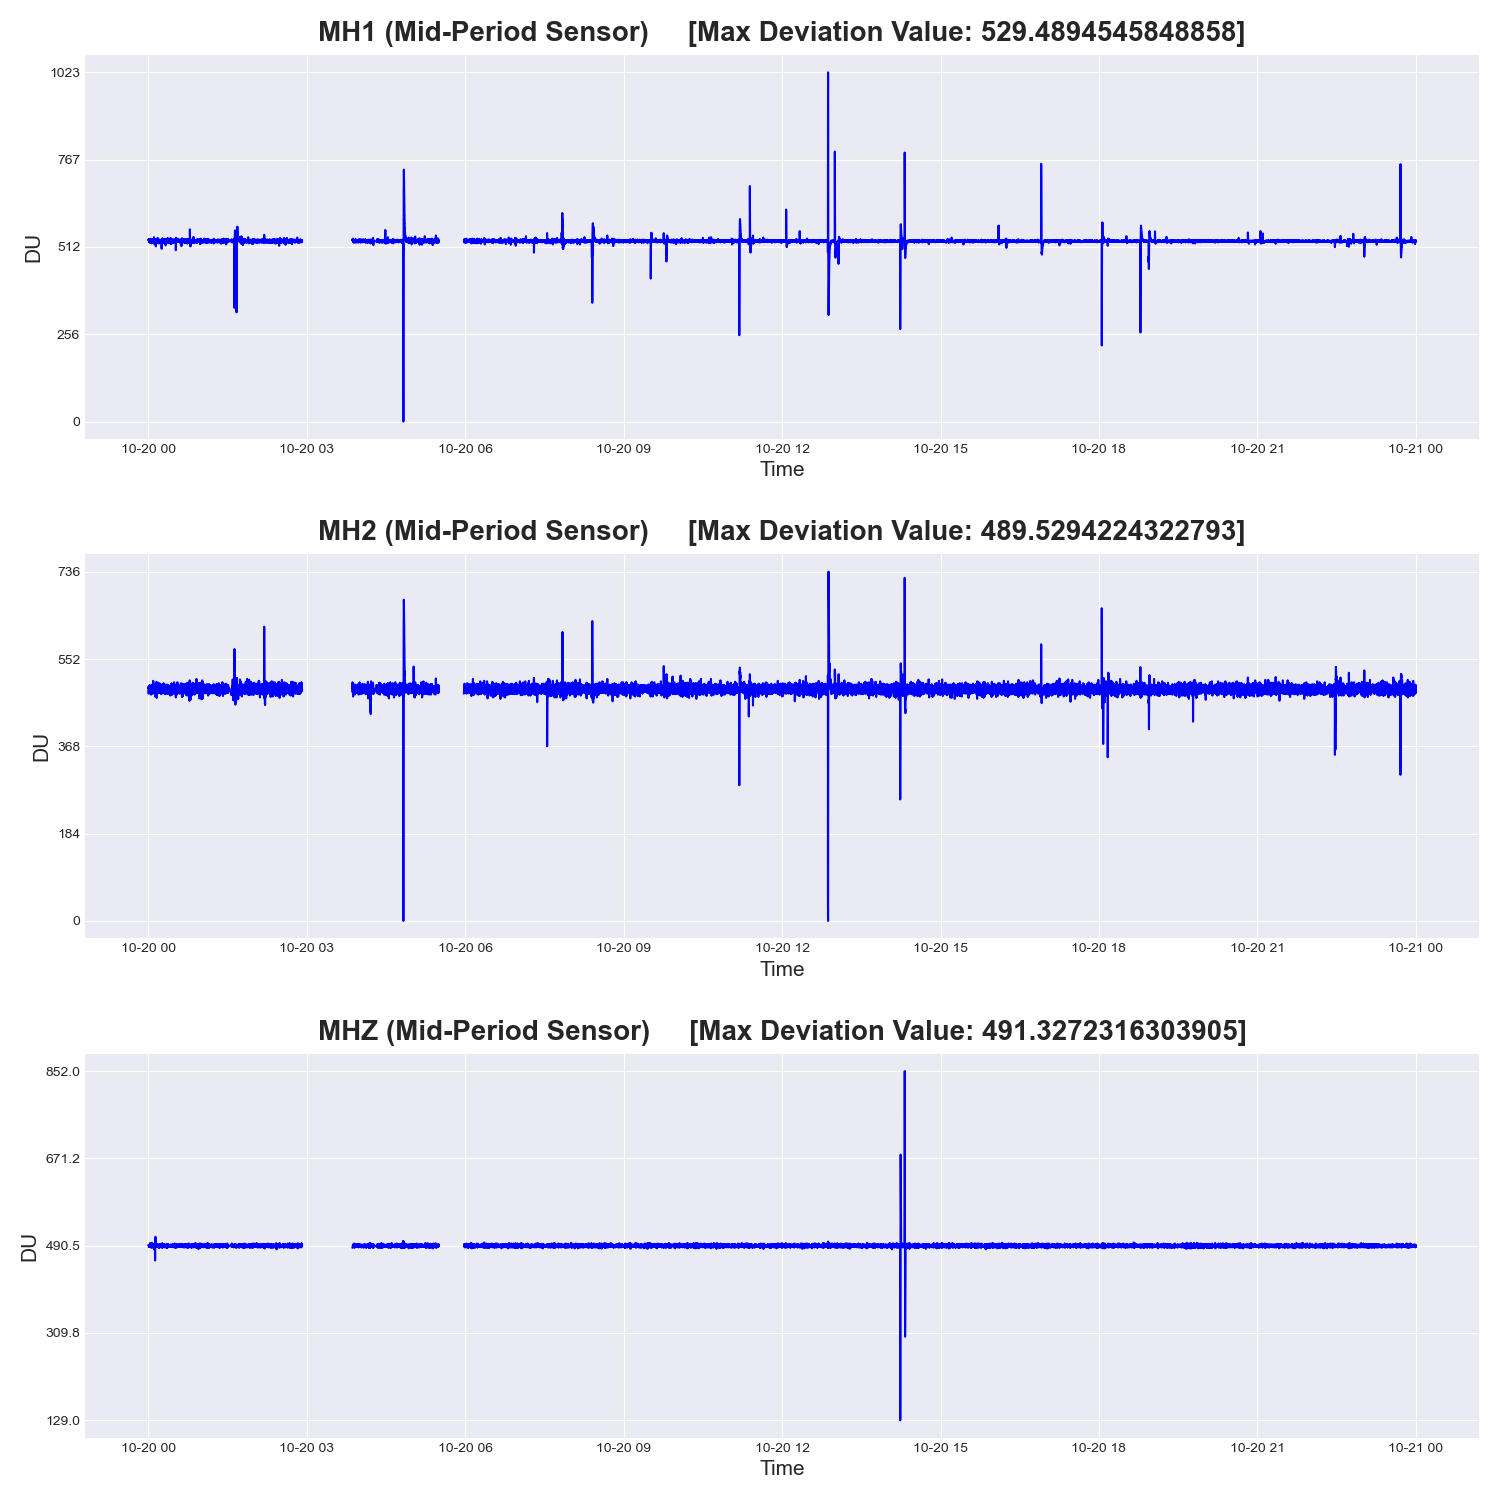 MH1 (Mid-Period Sensor) [Max Deviation Value: 529.4894545848858]
1023
767
512
256
0
DU
10-20 00 10-20 03 10-20 06 10-20 09 10-20 12 10-20 15 10-20 18 10-20 21 10-21 00
Time
MH2 (Mid-Period Sensor) [Max Deviation Value: 489.5294224322793]
736
552
368
184
0
DU
10-20 00 10-20 03 10-20 06 10-20 09 10-20 12 10-20 15 10-20 18 10-20 21 10-21 00
Time
MHZ (Mid-Period Sensor) [Max Deviation Value: 491.3272316303905]
852.0
671.2
490.5
309.8
129.0
DU
10-20 00 10-20 03 10-20 06 10-20 09 10-20 12 10-20 15 10-20 18 10-20 21 10-21 00
Time